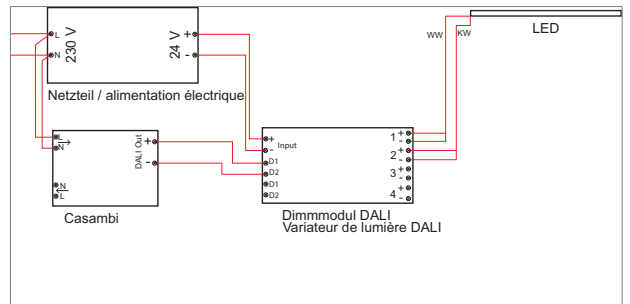 L
N
230 V
24 V
+
-
Netzteil / alimentation électrique
WW
KW
LED
L
N
N
L
DALI Out
+
-
Casambi
+
-
Input
D1
D2
D1
D2
1 + -
2 + -
3 + -
4 + -
Dimmmodul DALI
Variateur de lumière DALI